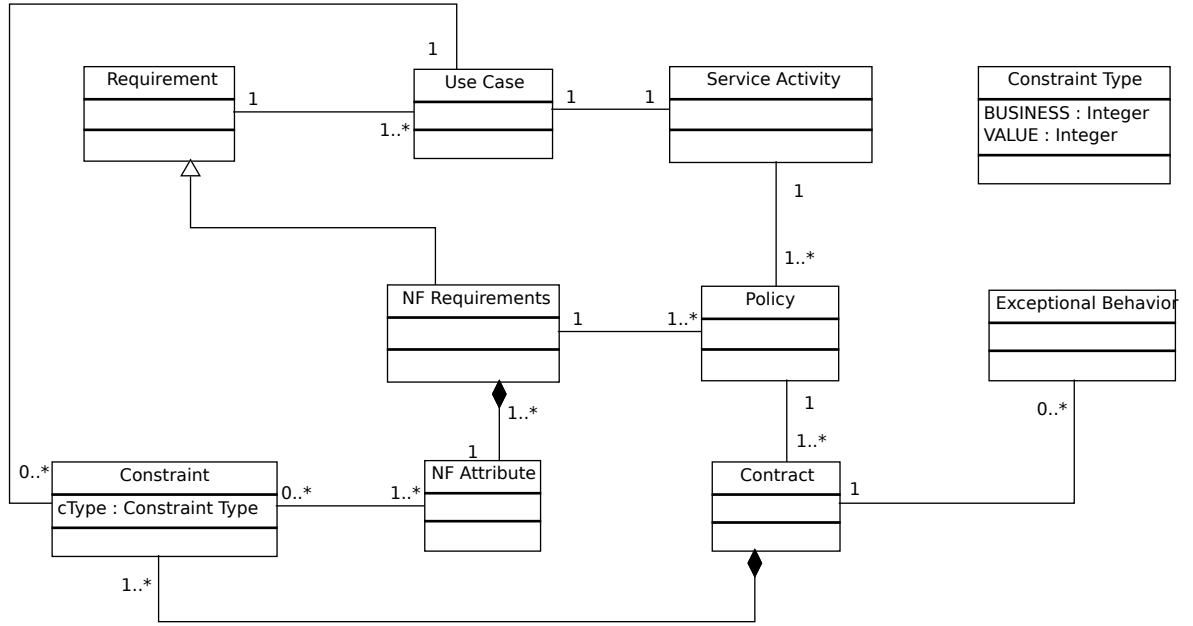 1
Requirement
Use Case
Service Activity
Constraint Type
1
1..*
1
1
BUSINESS : Integer
VALUE : Integer
1
1..*
NF Requirements
Policy
Exceptional Behavior
1
1..*
1..*
1
0..*
1
1..*
0..*
Constraint
NF Attribute
Contract
cType : Constraint Type
0..*
1..*
1
1..*